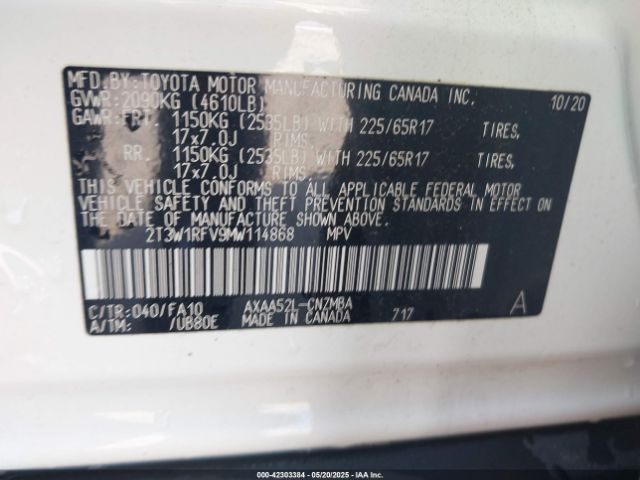 MFD.BY:TOYOTA MOTOR MANUFACTURING CANADA INC. 10/20
GVWR:2090KG (4610LB)
GAWR:FRT. 1150KG (2535LB) WITH 225/65R17 TIRES,
17x7.0J RIMS,
RR. 1150KG (2535LB) WITH 225/65R17 TIRES,
17x7.0J RIMS,
THIS VEHICLE CONFORMS TO ALL APPLICABLE FEDERAL MOTOR
VEHICLE SAFETY AND THEFT PREVENTION STANDARDS IN EFFECT ON
THE DATE OF MANUFACTURE SHOWN ABOVE.
2T3W1RFV9MW114868 MPV
C/TR:040/FA10 AXAA52L-CNZMBA
A/TM: /UB80E MADE IN CANADA 717 A
000-42303384 - 05/20/2025 - IAA Inc.